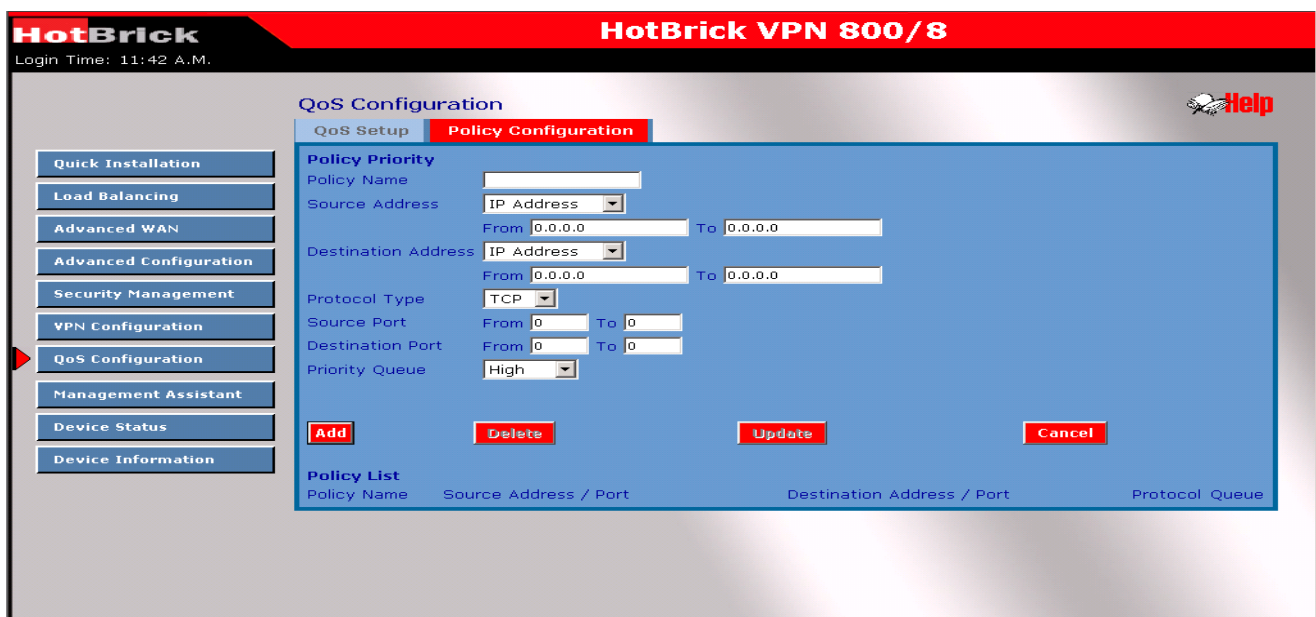 HotBrick
HotBrick VPN 800/8
Login Time: 11:42 A.M.
QoS Configuration
Help
QoS Setup
Policy Configuration
Quick Installation
Load Balancing
Advanced WAN
Advanced Configuration
Security Management
VPN Configuration
QoS Configuration
Management Assistant
Device Status
Device Information
Policy Priority
Policy Name
Source Address IP Address
From 0.0.0.0 To 0.0.0.0
Destination Address IP Address
From 0.0.0.0 To 0.0.0.0
Protocol Type TCP
Source Port From 0 To 0
Destination Port From 0 To 0
Priority Queue High
Add Delete Update Cancel
Policy List
Policy Name Source Address / Port Destination Address / Port Protocol Queue